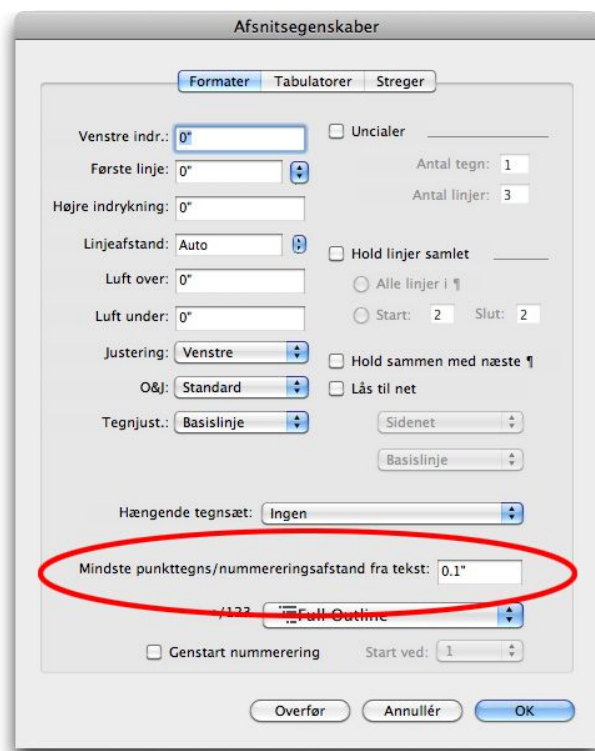 Afsnitsegenskaber
Formater Tabulatorer Streger
Venstre indr.: 0"
Første linje: 0"
Højre indrykning: 0"
Linjeafstand: Auto
Luft over: 0"
Luft under: 0"
Justering: Venstre
O&J: Standard
Tegnjust.: Basislinje
Uncialer
Antal tegn: 1
Antal linjer: 3
Hold linjer samlet
Alle linjer i ¶
Start: 2 Slut: 2
Hold sammen med næste ¶
Lås til net
Sidenet
Basislinje
Hængende tegnsæt: Ingen
Mindste punkttegns/nummereringsafstand fra tekst: 0.1"
/123 Full Outline
Genstart nummerering Start ved: 1
Overfør Annullér OK